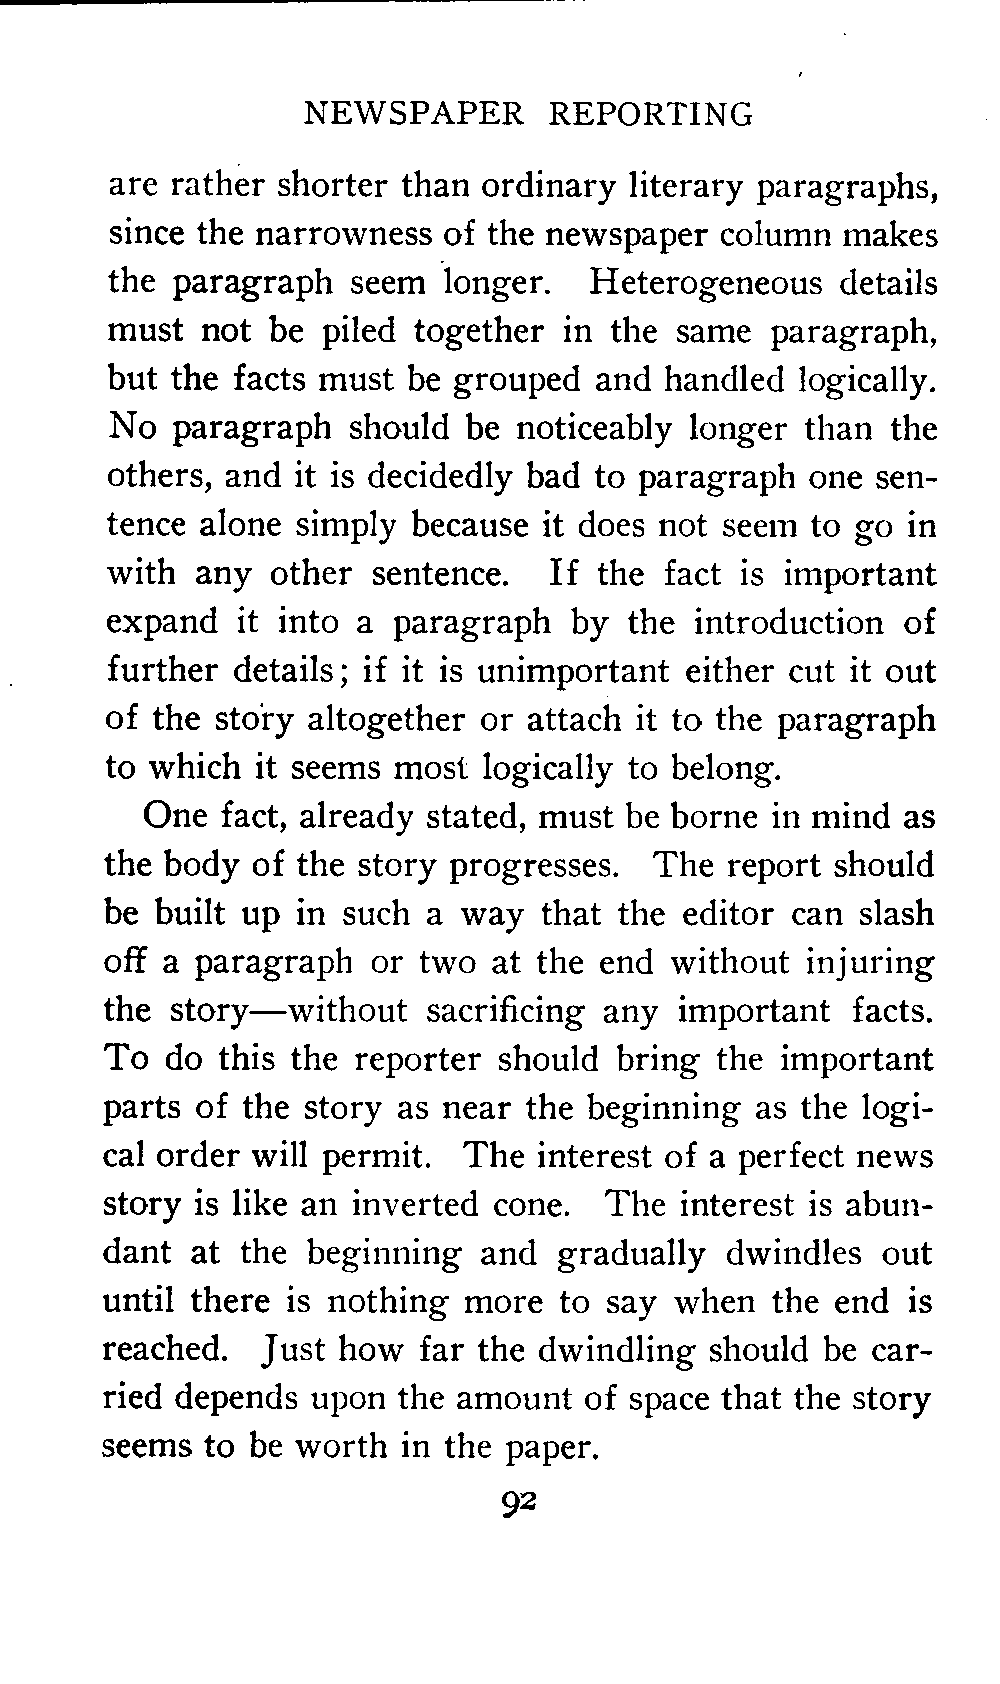 NEWSPAPER REPORTING
are rather shorter than ordinary literary paragraphs,
since the narrowness of the newspaper column makes
the paragraph seem longer. Heterogeneous details
must not be piled together in the same paragraph,
but the facts must be grouped and handled logically.
No paragraph should be noticeably longer than the
others, and it is decidedly bad to paragraph one sen-
tence alone simply because it does not seem to go in
with any other sentence. If the fact is important
expand it into a paragraph by the introduction of
further details; if it is unimportant either cut it out
of the story altogether or attach it to the paragraph
to which it seems most logically to belong.
One fact, already stated, must be borne in mind as
the body of the story progresses. The report should
be built up in such a way that the editor can slash
off a paragraph or two at the end without injuring
the story—without sacrificing any important facts.
To do this the reporter should bring the important
parts of the story as near the beginning as the logi-
cal order will permit. The interest of a perfect news
story is like an inverted cone. The interest is abun-
dant at the beginning and gradually dwindles out
until there is nothing more to say when the end is
reached. Just how far the dwindling should be car-
ried depends upon the amount of space that the story
seems to be worth in the paper.
92